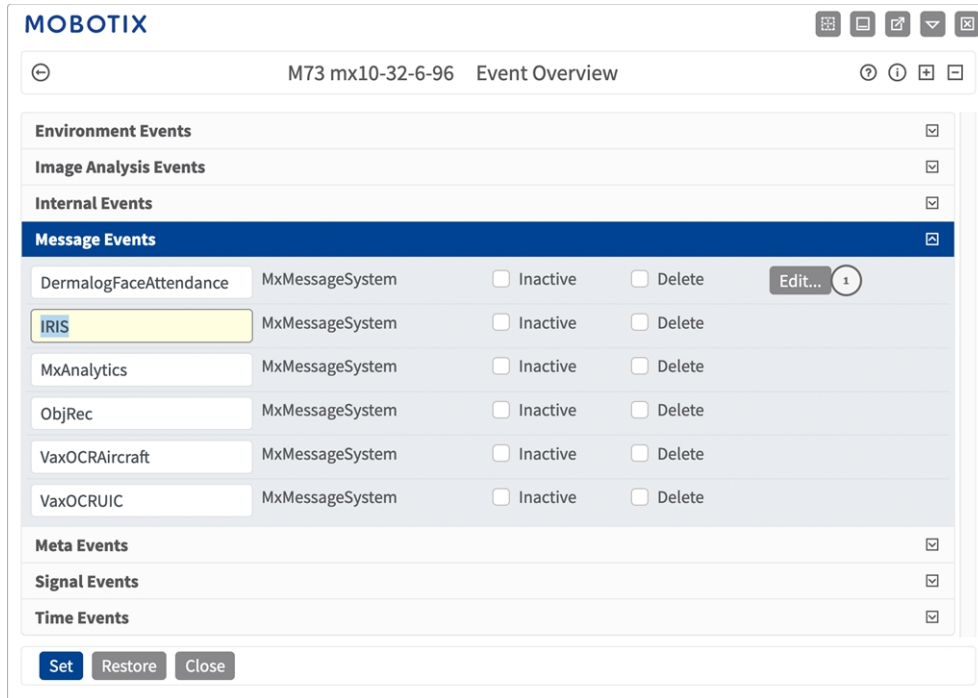 MOBOTIX
M73 mx10-32-6-96 Event Overview
Environment Events
Image Analysis Events
Internal Events
Message Events
DermalogFaceAttendance MxMessageSystem Inactive Delete Edit... 1
IRIS MxMessageSystem Inactive Delete
MxAnalytics MxMessageSystem Inactive Delete
ObjRec MxMessageSystem Inactive Delete
VaxOCRAircraft MxMessageSystem Inactive Delete
VaxOCRUIC MxMessageSystem Inactive Delete
Meta Events
Signal Events
Time Events
Set Restore Close